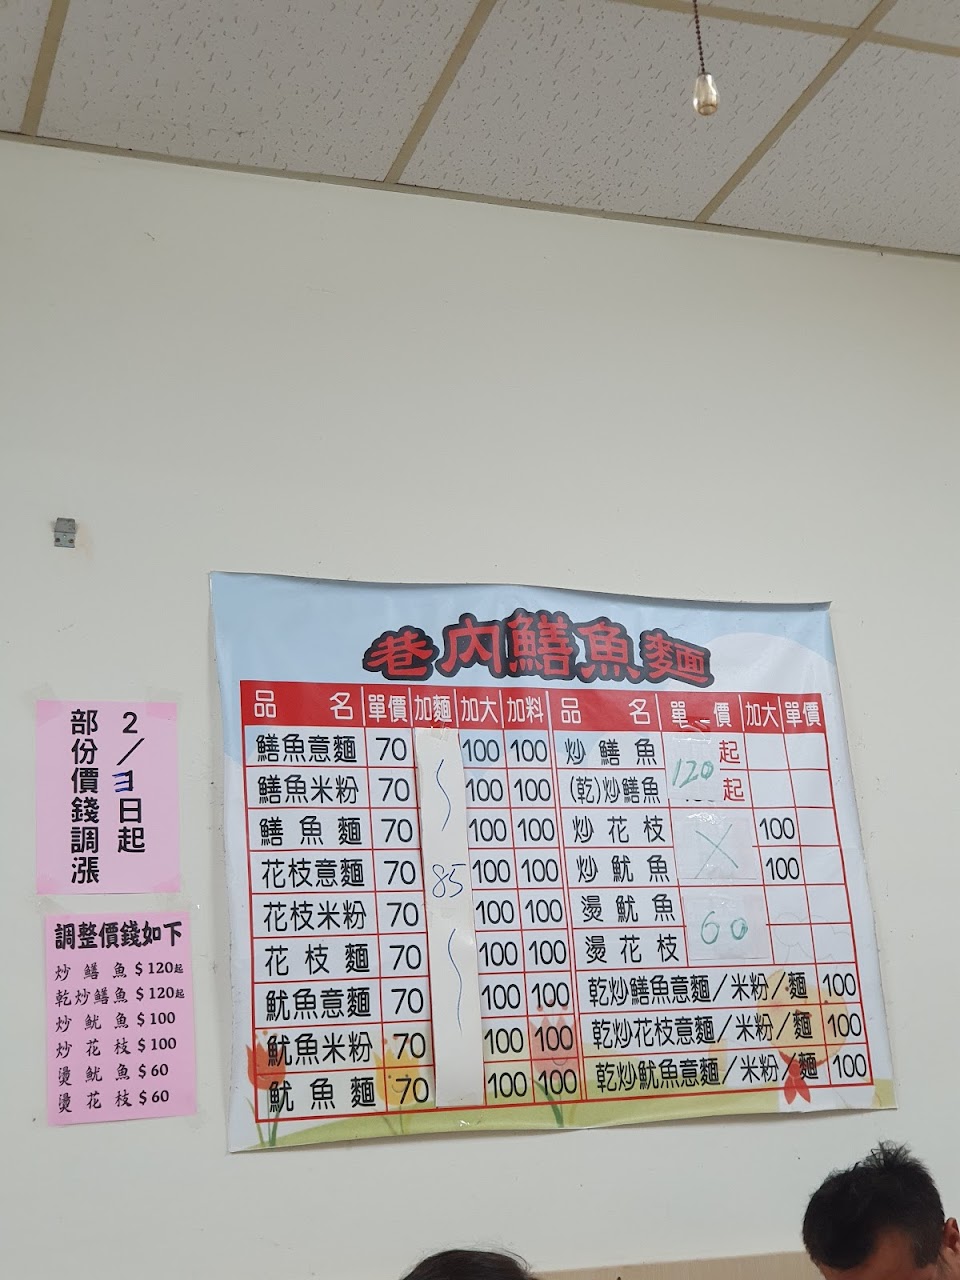 巷內鱔魚麵
品名 單價 加麵 加大 加料 品名 單價 加大 單價
鱔魚意麵 70 100 100 炒鱔魚 120 起
鱔魚米粉 70 100 100 (乾)炒鱔魚 起
鱔魚麵 70 100 100 炒花枝 X 100
花枝意麵 70 85 100 100 炒魷魚 100
花枝米粉 70 100 100 燙魷魚 60
花枝麵 70 100 100 燙花枝
魷魚意麵 70 100 100 乾炒鱔魚意麵/米粉/麵 100
魷魚米粉 70 100 100 乾炒花枝意麵/米粉/麵 100
魷魚麵 70 100 100 乾炒魷魚意麵/米粉/麵 100
2/3日起
部份價錢調漲
調整價錢如下
炒鱔魚$120起
乾炒鱔魚$120起
炒魷魚$100
炒花枝$100
燙魷魚$60
燙花枝$60